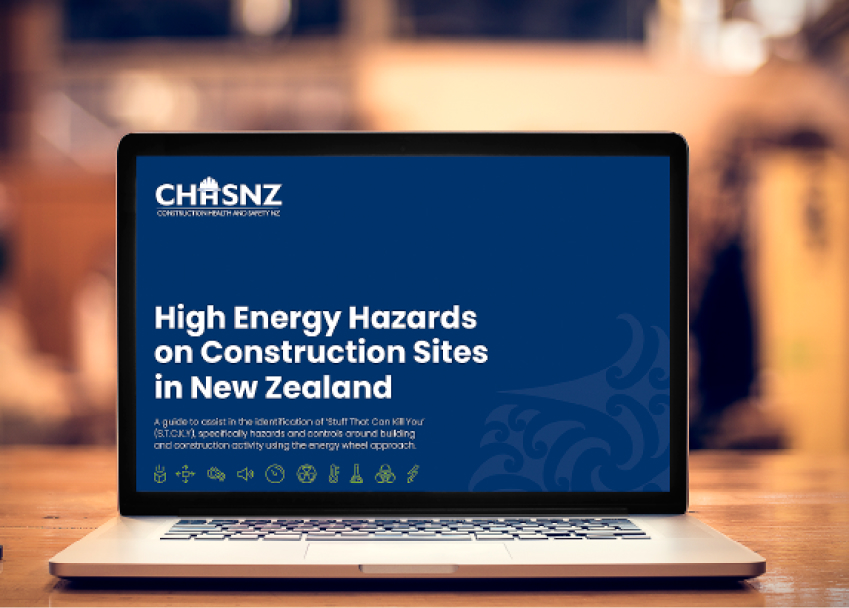 CHASNZ
CONSTRUCTION HEALTH AND SAFETY NZ
High Energy Hazards
on Construction Sites
in New Zealand
A guide to assist in the identification of 'Stuff That Can Kill You'
(S.T.C.K.Y), specifically hazards and controls around building
and construction activity using the energy wheel approach.